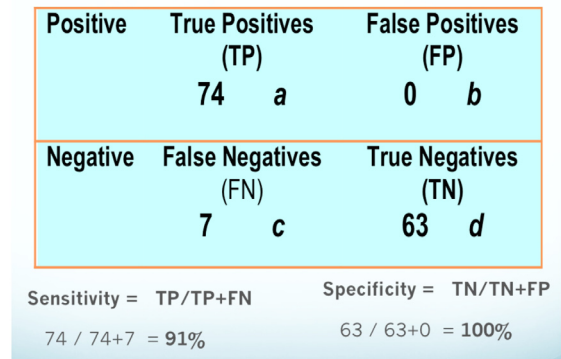 Positive True Positives False Positives
(TP) (FP)
74 a 0 b
Negative False Negatives True Negatives
(FN) (TN)
7 c 63 d
Sensitivity = TP/TP+FN Specificity = TN/TN+FP
74 / 74+7 = 91% 63 / 63+0 = 100%